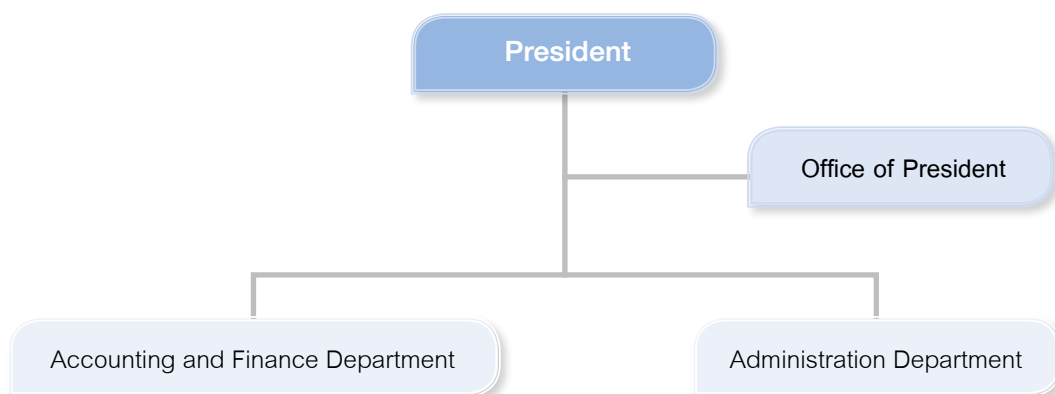 President
Office of President
Accounting and Finance Department
Administration Department